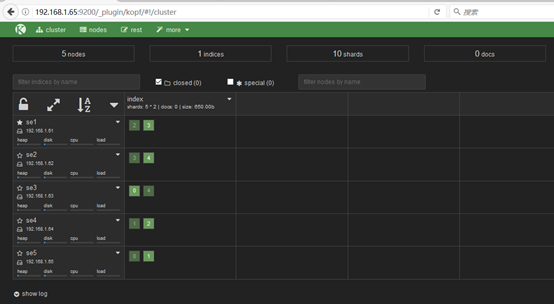 192.168.1.65:9200/_plugin/kopf/#!/cluster
搜索
cluster nodes rest more
5 nodes 1 indices 10 shards 0 docs
filter indices by name closed (0) special (0) filter nodes by name
index
shards: 5 * 2 | docs: 0 | size: 650.00b
se1
192.168.1.61
heap disk cpu load
2 3
se2
192.168.1.62
heap disk cpu load
3 4
se3
192.168.1.63
heap disk cpu load
0 4
se4
192.168.1.64
heap disk cpu load
1 2
se5
192.168.1.65
heap disk cpu load
0 1
show log